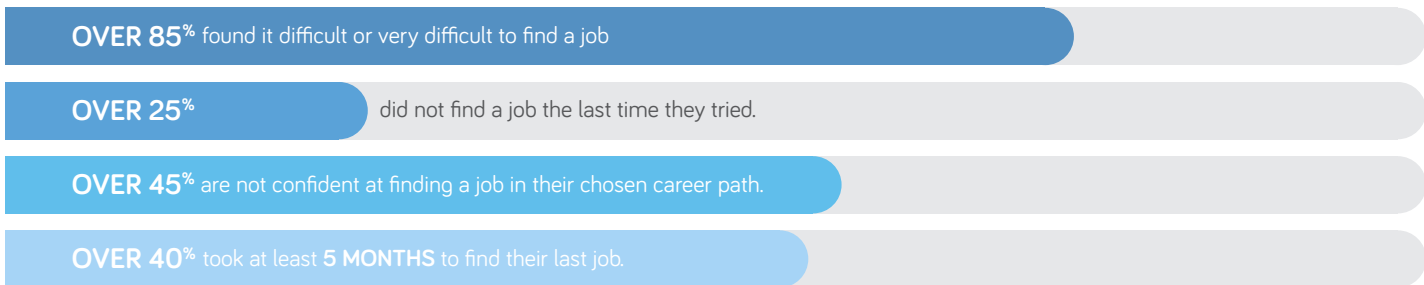 OVER 85% found it difficult or very difficult to find a job
OVER 25% did not find a job the last time they tried.
OVER 45% are not confident at finding a job in their chosen career path.
OVER 40% took at least 5 MONTHS to find their last job.